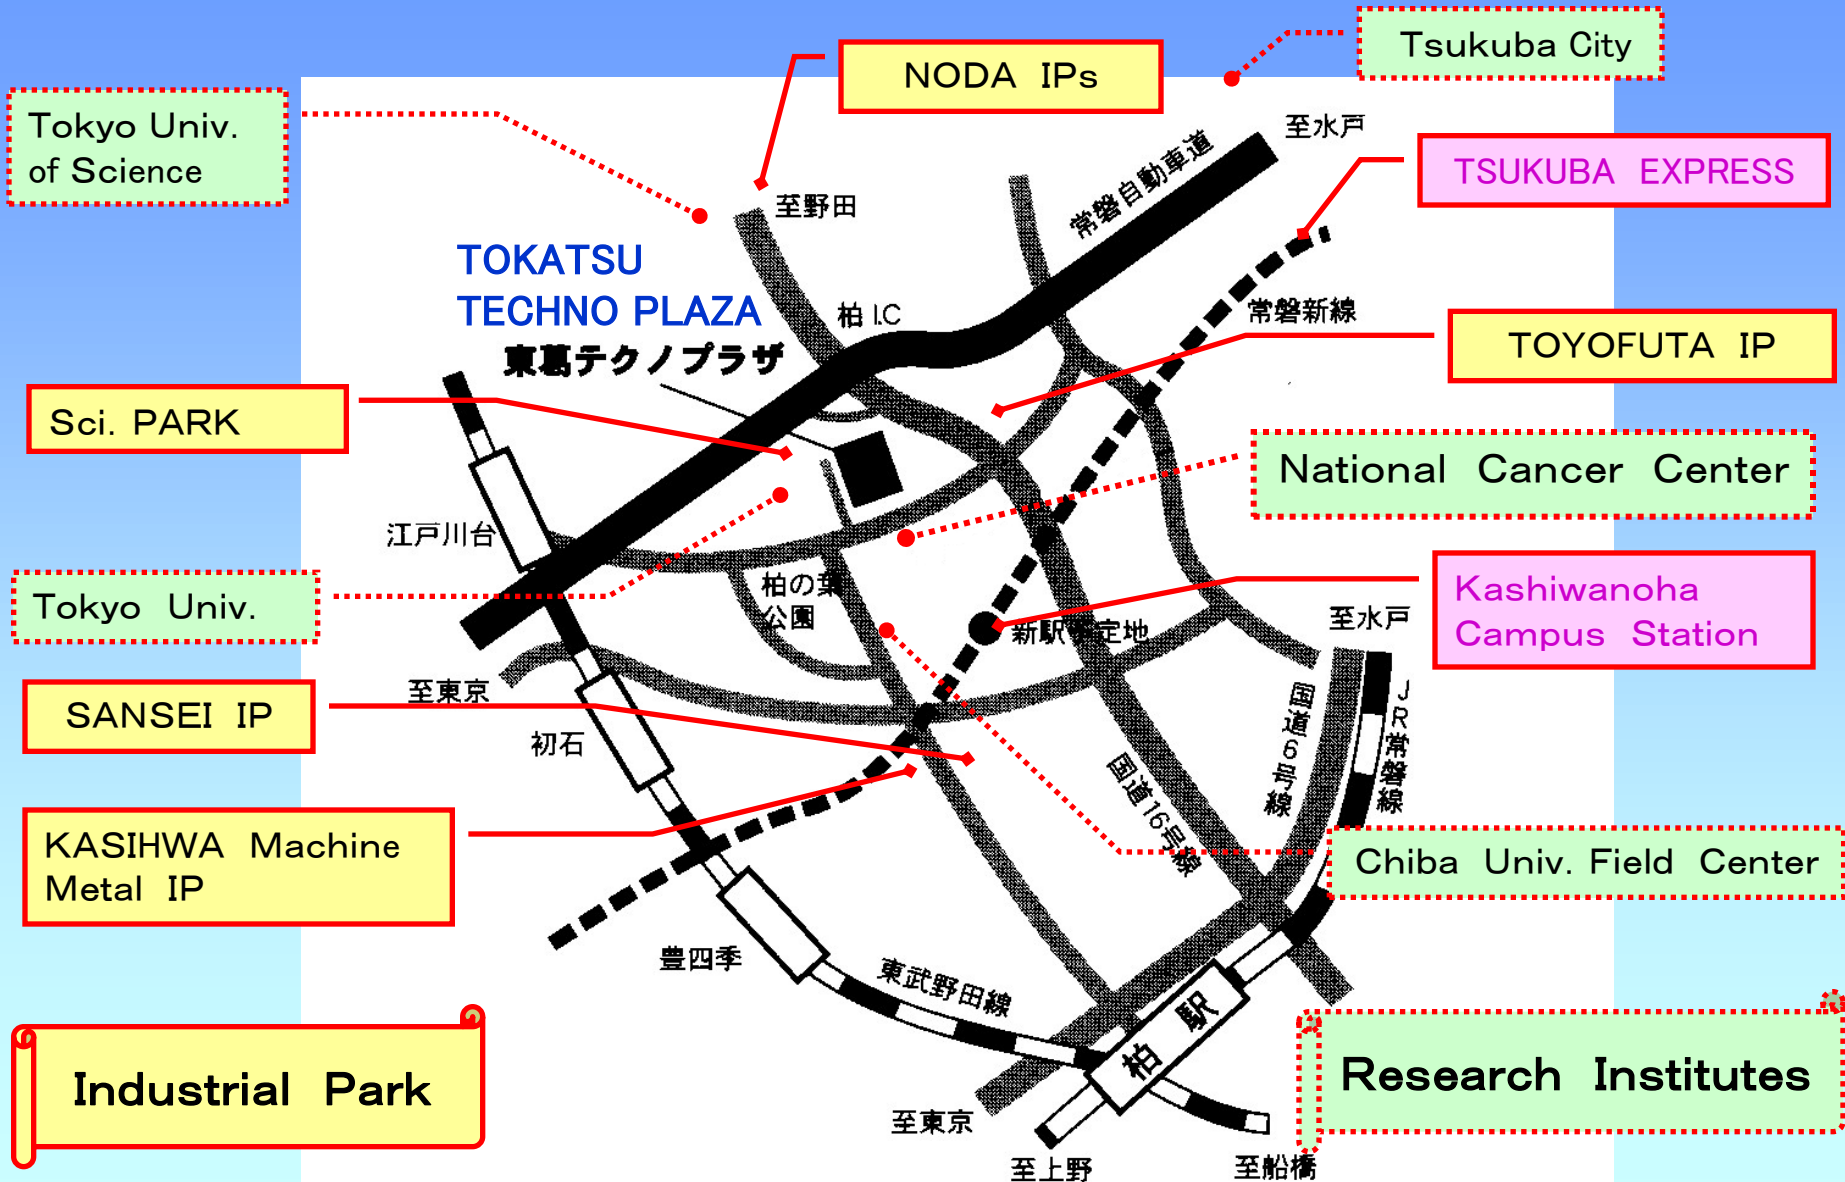 Tsukuba City
NODA IPs
Tokyo Univ.
of Science
至水戸
TSUKUBA EXPRESS
常磐自動車道
至野田
TOKATSU
TECHNO PLAZA
東葛テクノプラザ
柏 I.C
常磐新線
TOYOFUTA IP
Sci. PARK
National Cancer Center
江戸川台
Tokyo Univ.
柏の葉
公園
Kashiwanoha
Campus Station
新駅予定地
至水戸
至東京
SANSEI IP
初石
国道6号線
JR常磐線
国道16号線
KASIHWA Machine
Metal IP
Chiba Univ. Field Center
豊四季
東武野田線
柏駅
Industrial Park
Research Institutes
至東京
至上野
至船橋